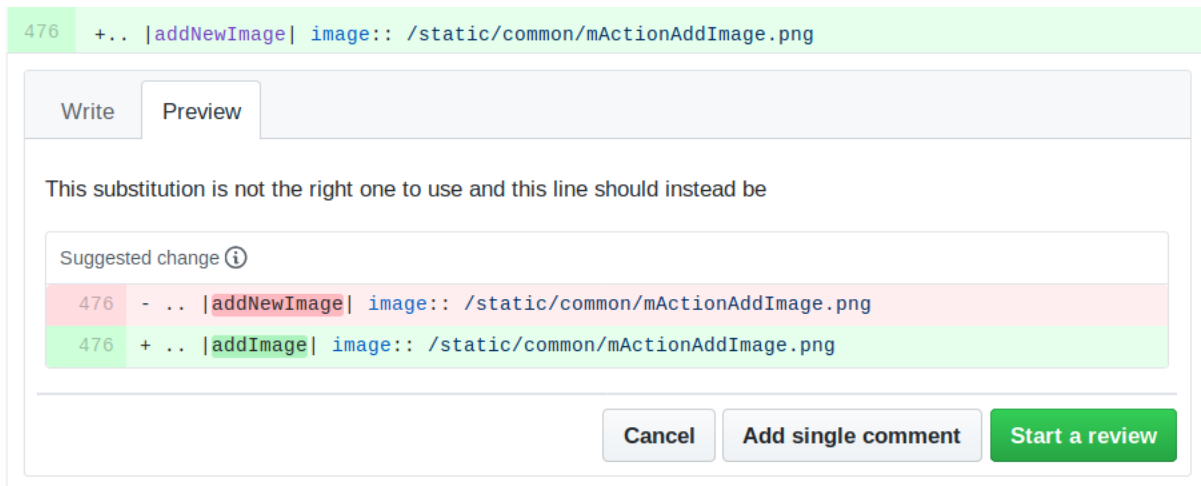 476 +.. |addNewImage| image:: /static/common/mActionAddImage.png
Write Preview
This substitution is not the right one to use and this line should instead be
Suggested change
476 - .. |addNewImage| image:: /static/common/mActionAddImage.png
476 + .. |addImage| image:: /static/common/mActionAddImage.png
Cancel Add single comment Start a review